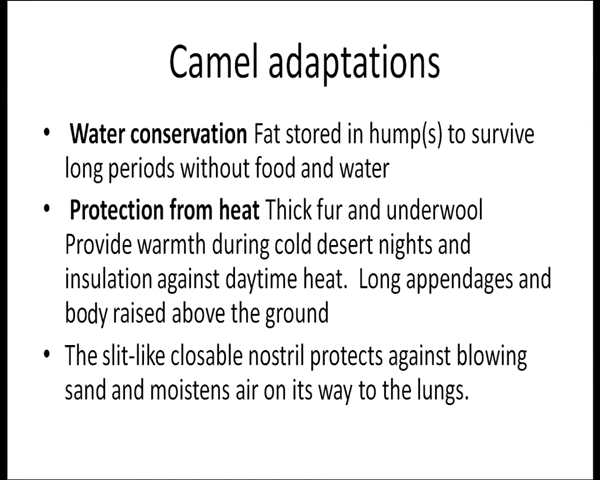 Camel adaptations
• Water conservation Fat stored in hump(s) to survive
long periods without food and water
• Protection from heat Thick fur and underwool
Provide warmth during cold desert nights and
insulation against daytime heat.  Long appendages and
body raised above the ground
• The slit-like closable nostril protects against blowing
sand and moistens air on its way to the lungs.